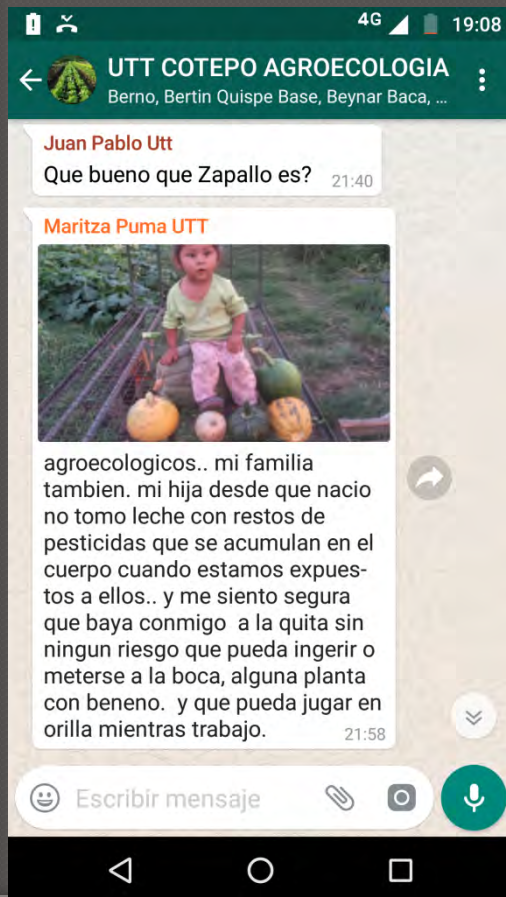 4G 19:08
UTT COTEPO AGROECOLOGIA
Berno, Bertin Quispe Base, Beynar Baca, ...
Juan Pablo Utt
Que bueno que Zapallo es? 21:40
Maritza Puma UTT
agroecologicos.. mi familia
tambien. mi hija desde que nacio
no tomo leche con restos de
pesticidas que se acumulan en el
cuerpo cuando estamos expues-
tos a ellos.. y me siento segura
que baya conmigo a la quita sin
ningun riesgo que pueda ingerir o
meterse a la boca, alguna planta
con beneno. y que pueda jugar en
orilla mientras trabajo. 21:58
Escribir mensaje